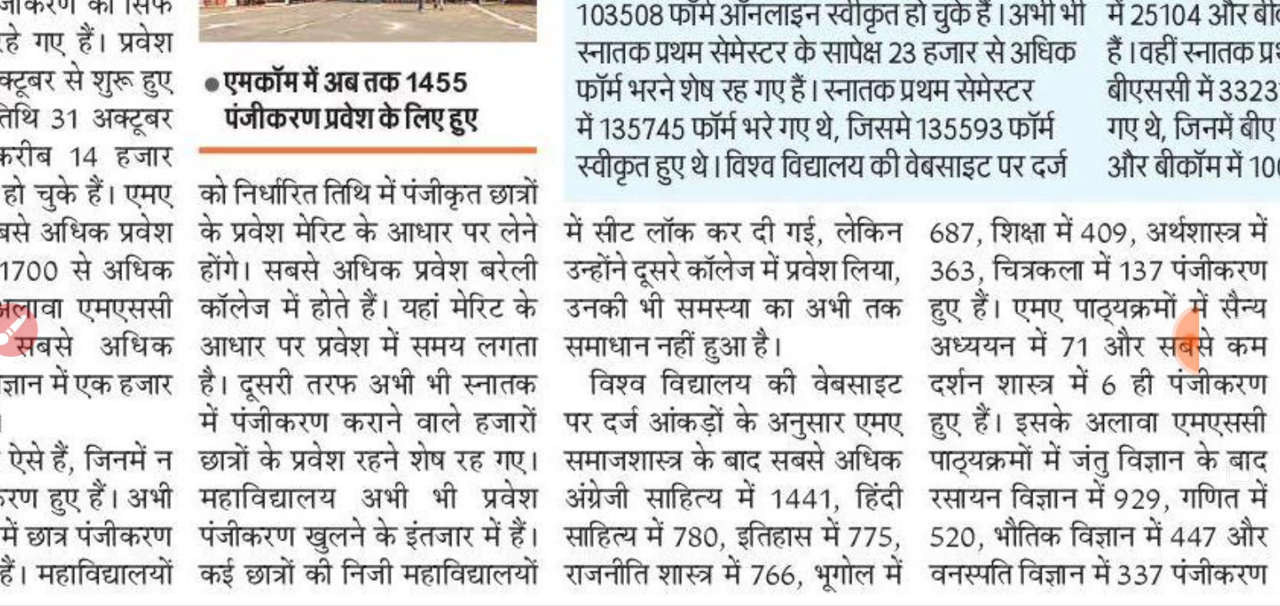 जीकरण का सिर्फ
रहे गए हैं। प्रवेश
क्टूबर से शुरू हुए
तिथि 31 अक्टूबर
करीब 14 हजार
हो चुके हैं। एमए
बसे अधिक प्रवेश
1700 से अधिक
अलावा एमएससी
सबसे अधिक
ज्ञान में एक हजार
ऐसे हैं, जिनमें न
करण हुए हैं। अभी
में छात्र पंजीकरण
हैं। महाविद्यालयों
● एमकॉम में अब तक 1455
पंजीकरण प्रवेश के लिए हुए
को निर्धारित तिथि में पंजीकृत छात्रों
के प्रवेश मेरिट के आधार पर लेने
होंगे। सबसे अधिक प्रवेश बरेली
कॉलेज में होते हैं। यहां मेरिट के
आधार पर प्रवेश में समय लगता
है। दूसरी तरफ अभी भी स्नातक
में पंजीकरण कराने वाले हजारों
छात्रों के प्रवेश रहने शेष रह गए।
महाविद्यालय अभी भी प्रवेश
पंजीकरण खुलने के इंतजार में हैं।
कई छात्रों की निजी महाविद्यालयों
103508 फॉर्म ऑनलाइन स्वीकृत हो चुके हैं। अभी भी
स्नातक प्रथम सेमेस्टर के सापेक्ष 23 हजार से अधिक
फॉर्म भरने शेष रह गए हैं। स्नातक प्रथम सेमेस्टर
में 135745 फॉर्म भरे गए थे, जिसमे 135593 फॉर्म
स्वीकृत हुए थे। विश्व विद्यालय की वेबसाइट पर दर्ज
में 25104 और बी
हैं। वहीं स्नातक प्र
बीएससी में 3323
गए थे, जिनमें बीए
और बीकॉम में 10
में सीट लॉक कर दी गई, लेकिन
उन्होंने दूसरे कॉलेज में प्रवेश लिया,
उनकी भी समस्या का अभी तक
समाधान नहीं हुआ है।
विश्व विद्यालय की वेबसाइट
पर दर्ज आंकड़ों के अनुसार एमए
समाजशास्त्र के बाद सबसे अधिक
अंग्रेजी साहित्य में 1441, हिंदी
साहित्य में 780, इतिहास में 775,
राजनीति शास्त्र में 766, भूगोल में
687, शिक्षा में 409, अर्थशास्त्र में
363, चित्रकला में 137 पंजीकरण
हुए हैं। एमए पाठ्यक्रमों में सैन्य
अध्ययन में 71 और सबसे कम
दर्शन शास्त्र में 6 ही पंजीकरण
हुए हैं। इसके अलावा एमएससी
पाठ्यक्रमों में जंतु विज्ञान के बाद
रसायन विज्ञान में 929, गणित में
520, भौतिक विज्ञान में 447 और
वनस्पति विज्ञान में 337 पंजीकरण